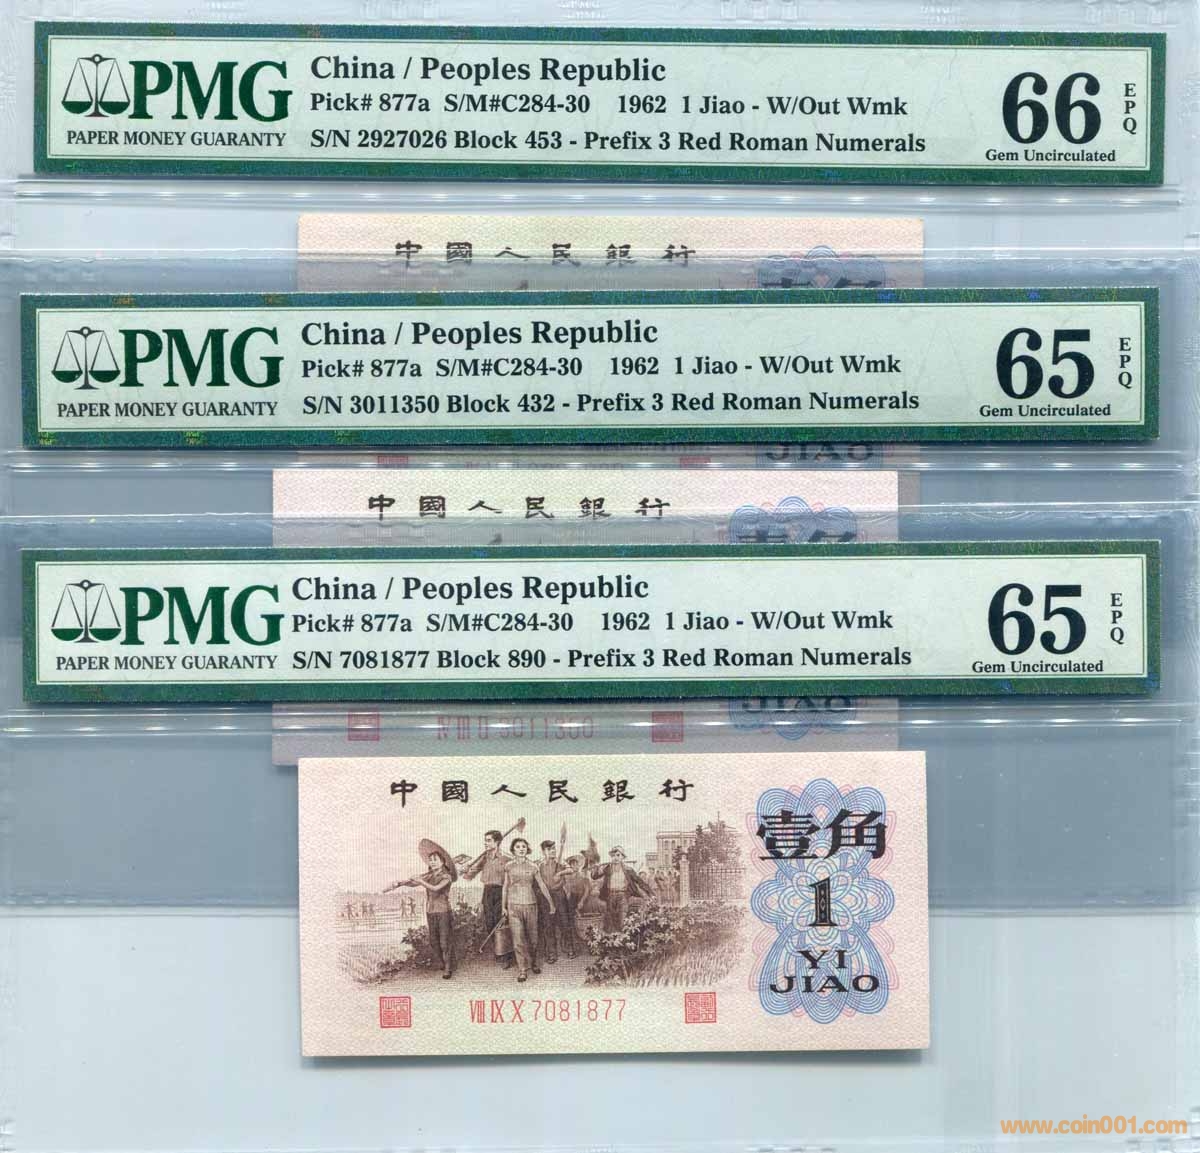 PMG
PAPER MONEY GUARANTY
China / Peoples Republic
Pick# 877a S/M#C284-30 1962 1 Jiao - W/Out Wmk
S/N 2927026 Block 453 - Prefix 3 Red Roman Numerals
66
EPQ
Gem Uncirculated
中國人民銀行
PMG
PAPER MONEY GUARANTY
China / Peoples Republic
Pick# 877a S/M#C284-30 1962 1 Jiao - W/Out Wmk
S/N 3011350 Block 432 - Prefix 3 Red Roman Numerals
65
EPQ
Gem Uncirculated
JIAO
中國人民銀行
PMG
PAPER MONEY GUARANTY
China / Peoples Republic
Pick# 877a S/M#C284-30 1962 1 Jiao - W/Out Wmk
S/N 7081877 Block 890 - Prefix 3 Red Roman Numerals
65
EPQ
Gem Uncirculated
JIAO
ⅣⅢⅡ 3011350
中國人民銀行
壹角
1
YI
JIAO
ⅧⅨⅩ 7081877
www.coin001.com